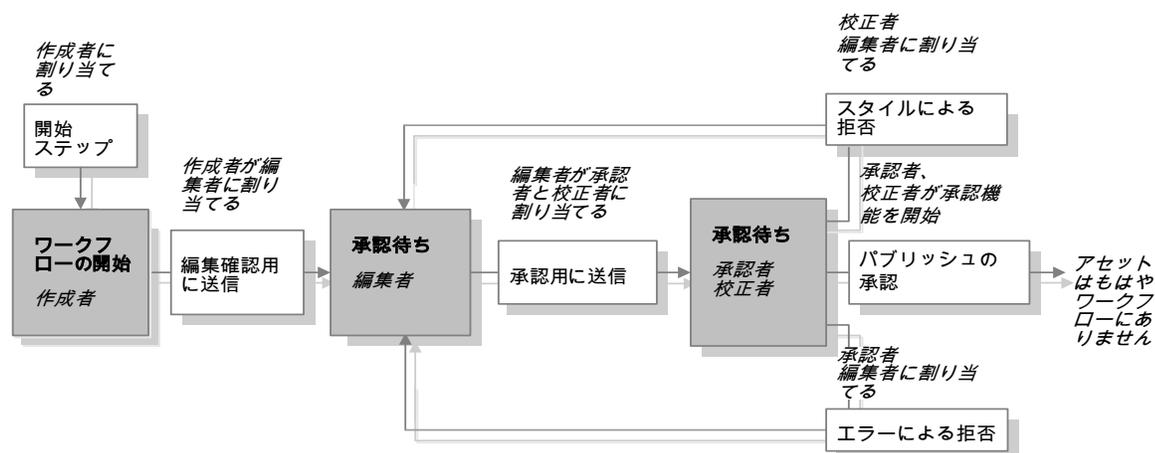 作成者に
割り当て
る
開始
ステップ
ワークフ
ローの開始
作成者
作成者が編
集者に割り
当てる
編集確認用
に送信
承認待ち
編集者
編集者が承認
者と校正者に
割り当てる
承認用に送信
承認待ち
承認者
校正者
校正者
編集者に割り当
てる
スタイルによる
拒否
承認者、
校正者が承認機
能を開始
パブリッシュの
承認
アセット
はもはや
ワークフ
ローにあ
りません
承認者
編集者に割り当
てる
エラーによる拒否